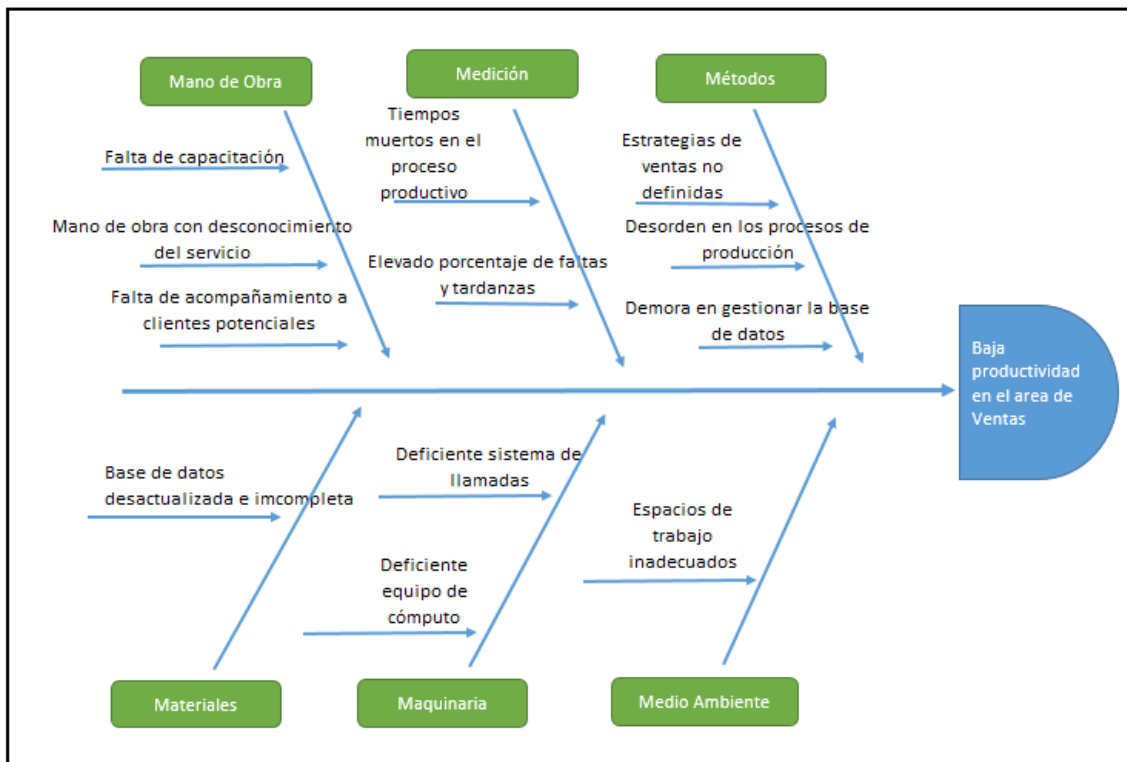 Mano de Obra
Medición
Métodos
Falta de capacitación
Mano de obra con desconocimiento
del servicio
Falta de acompañamiento a
clientes potenciales
Tiempos
muertos en el
proceso
productivo
Elevado porcentaje de faltas
y tardanzas
Estrategias de
ventas no
definidas
Desorden en los procesos de
producción
Demora en gestionar la base
de datos
Baja
productividad
en el area de
Ventas
Base de datos
desactualizada e imcompleta
Deficiente sistema de
llamadas
Deficiente
equipo de
cómputo
Espacios de
trabajo
inadecuados
Materiales
Maquinaria
Medio Ambiente